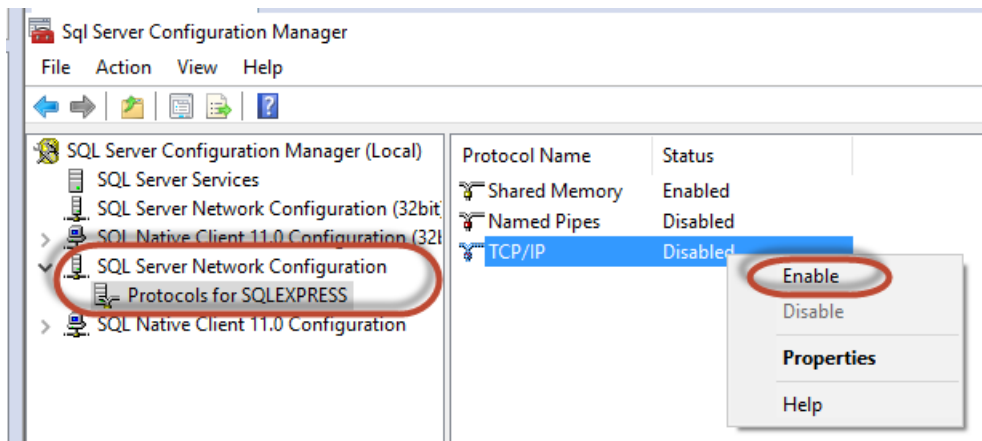 Sql Server Configuration Manager
File Action View Help
SQL Server Configuration Manager (Local)
SQL Server Services
SQL Server Network Configuration (32bit
SQL Native Client 11.0 Configuration (32b
SQL Server Network Configuration
Protocols for SQLEXPRESS
SQL Native Client 11.0 Configuration
Protocol Name Status
Shared Memory Enabled
Named Pipes Disabled
TCP/IP Disabled
Enable
Disable
Properties
Help